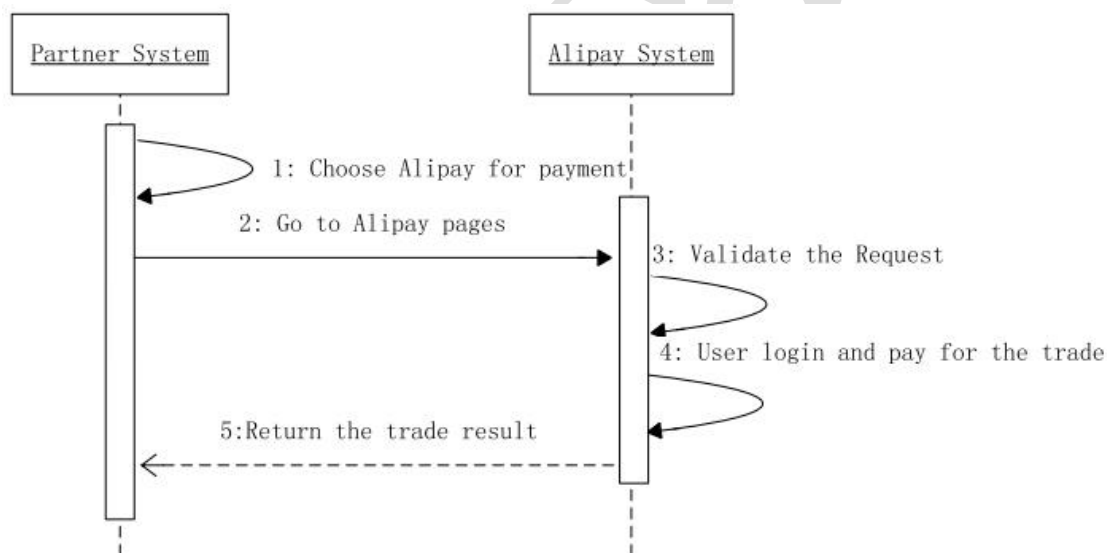 Partner System
Alipay System
1: Choose Alipay for payment
2: Go to Alipay pages
3: Validate the Request
4: User login and pay for the trade
5:Return the trade result